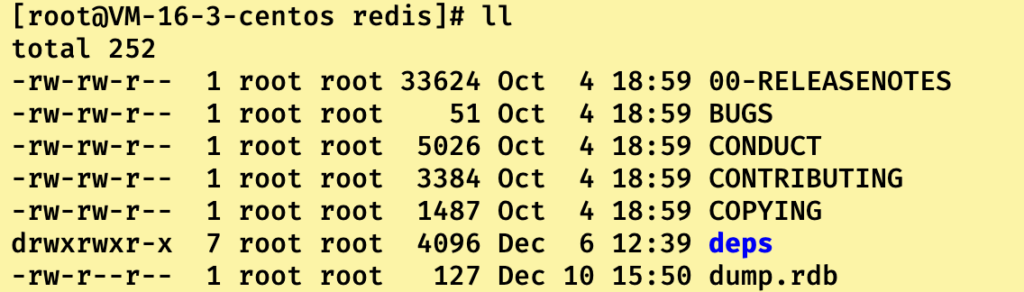 [root@VM-16-3-centos redis]# ll
total 252
-rw-rw-r--  1 root root 33624 Oct  4 18:59 00-RELEASENOTES
-rw-rw-r--  1 root root    51 Oct  4 18:59 BUGS
-rw-rw-r--  1 root root  5026 Oct  4 18:59 CONDUCT
-rw-rw-r--  1 root root  3384 Oct  4 18:59 CONTRIBUTING
-rw-rw-r--  1 root root  1487 Oct  4 18:59 COPYING
drwxrwxr-x  7 root root  4096 Dec  6 12:39 deps
-rw-r--r--  1 root root   127 Dec 10 15:50 dump.rdb